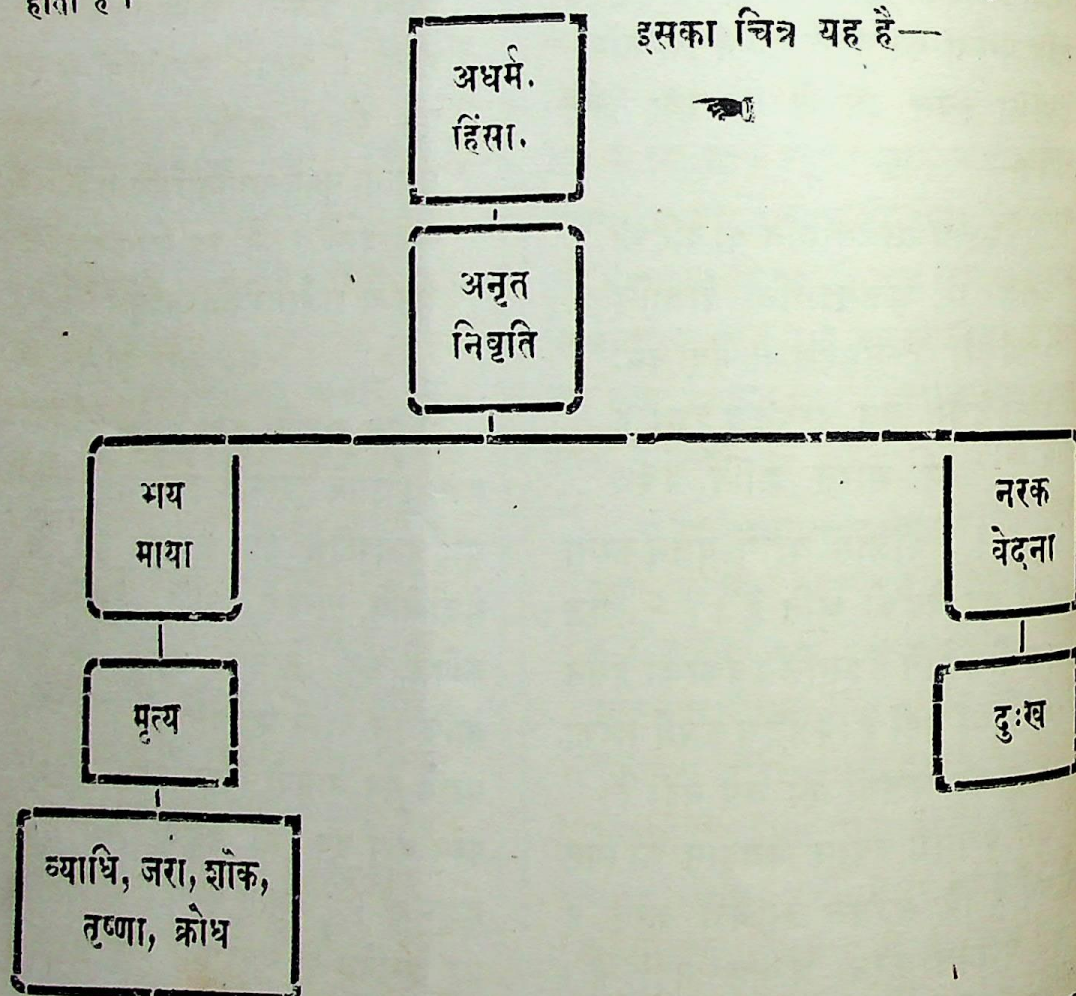 होता है ।
इसका चित्र यह है—
अधर्म.
हिंसा.
अनृत
निवृति
भय
माया
नरक
वेदना
मृत्य
दुःख
व्याधि, जरा, शोक,
तृष्णा, क्रोध